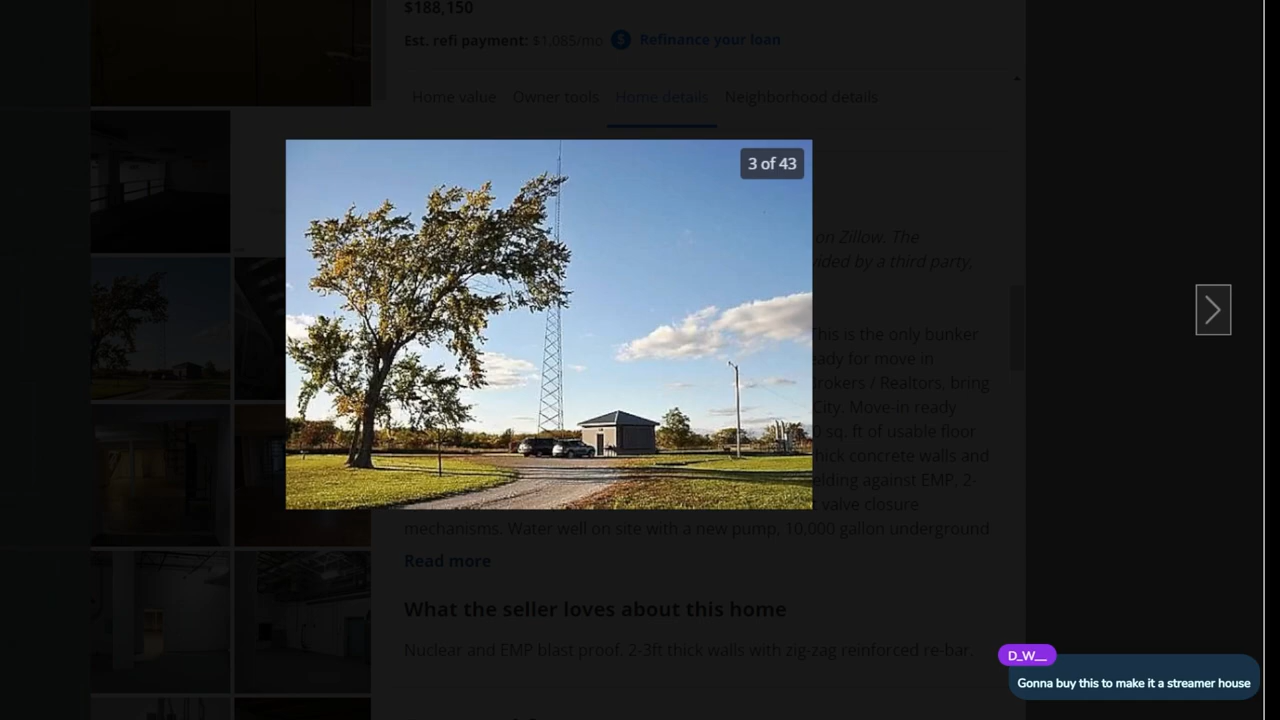 $188,150
Est. refi payment: $1,085/mo $ Refinance your loan
Home value Owner tools Home details Neighborhood details
3 of 43
on Zillow. The
vided by a third party,
This is the only bunker
eady for move in
Brokers / Realtors, bring
City. Move-in ready
0 sq. ft of usable floor
hick concrete walls and
elding against EMP, 2-
t valve closure
mechanisms. Water well on site with a new pump, 10,000 gallon underground
Read more
What the seller loves about this home
Nuclear and EMP blast proof. 2-3ft thick walls with zig-zag reinforced re-bar.
D_W__
Gonna buy this to make it a streamer house